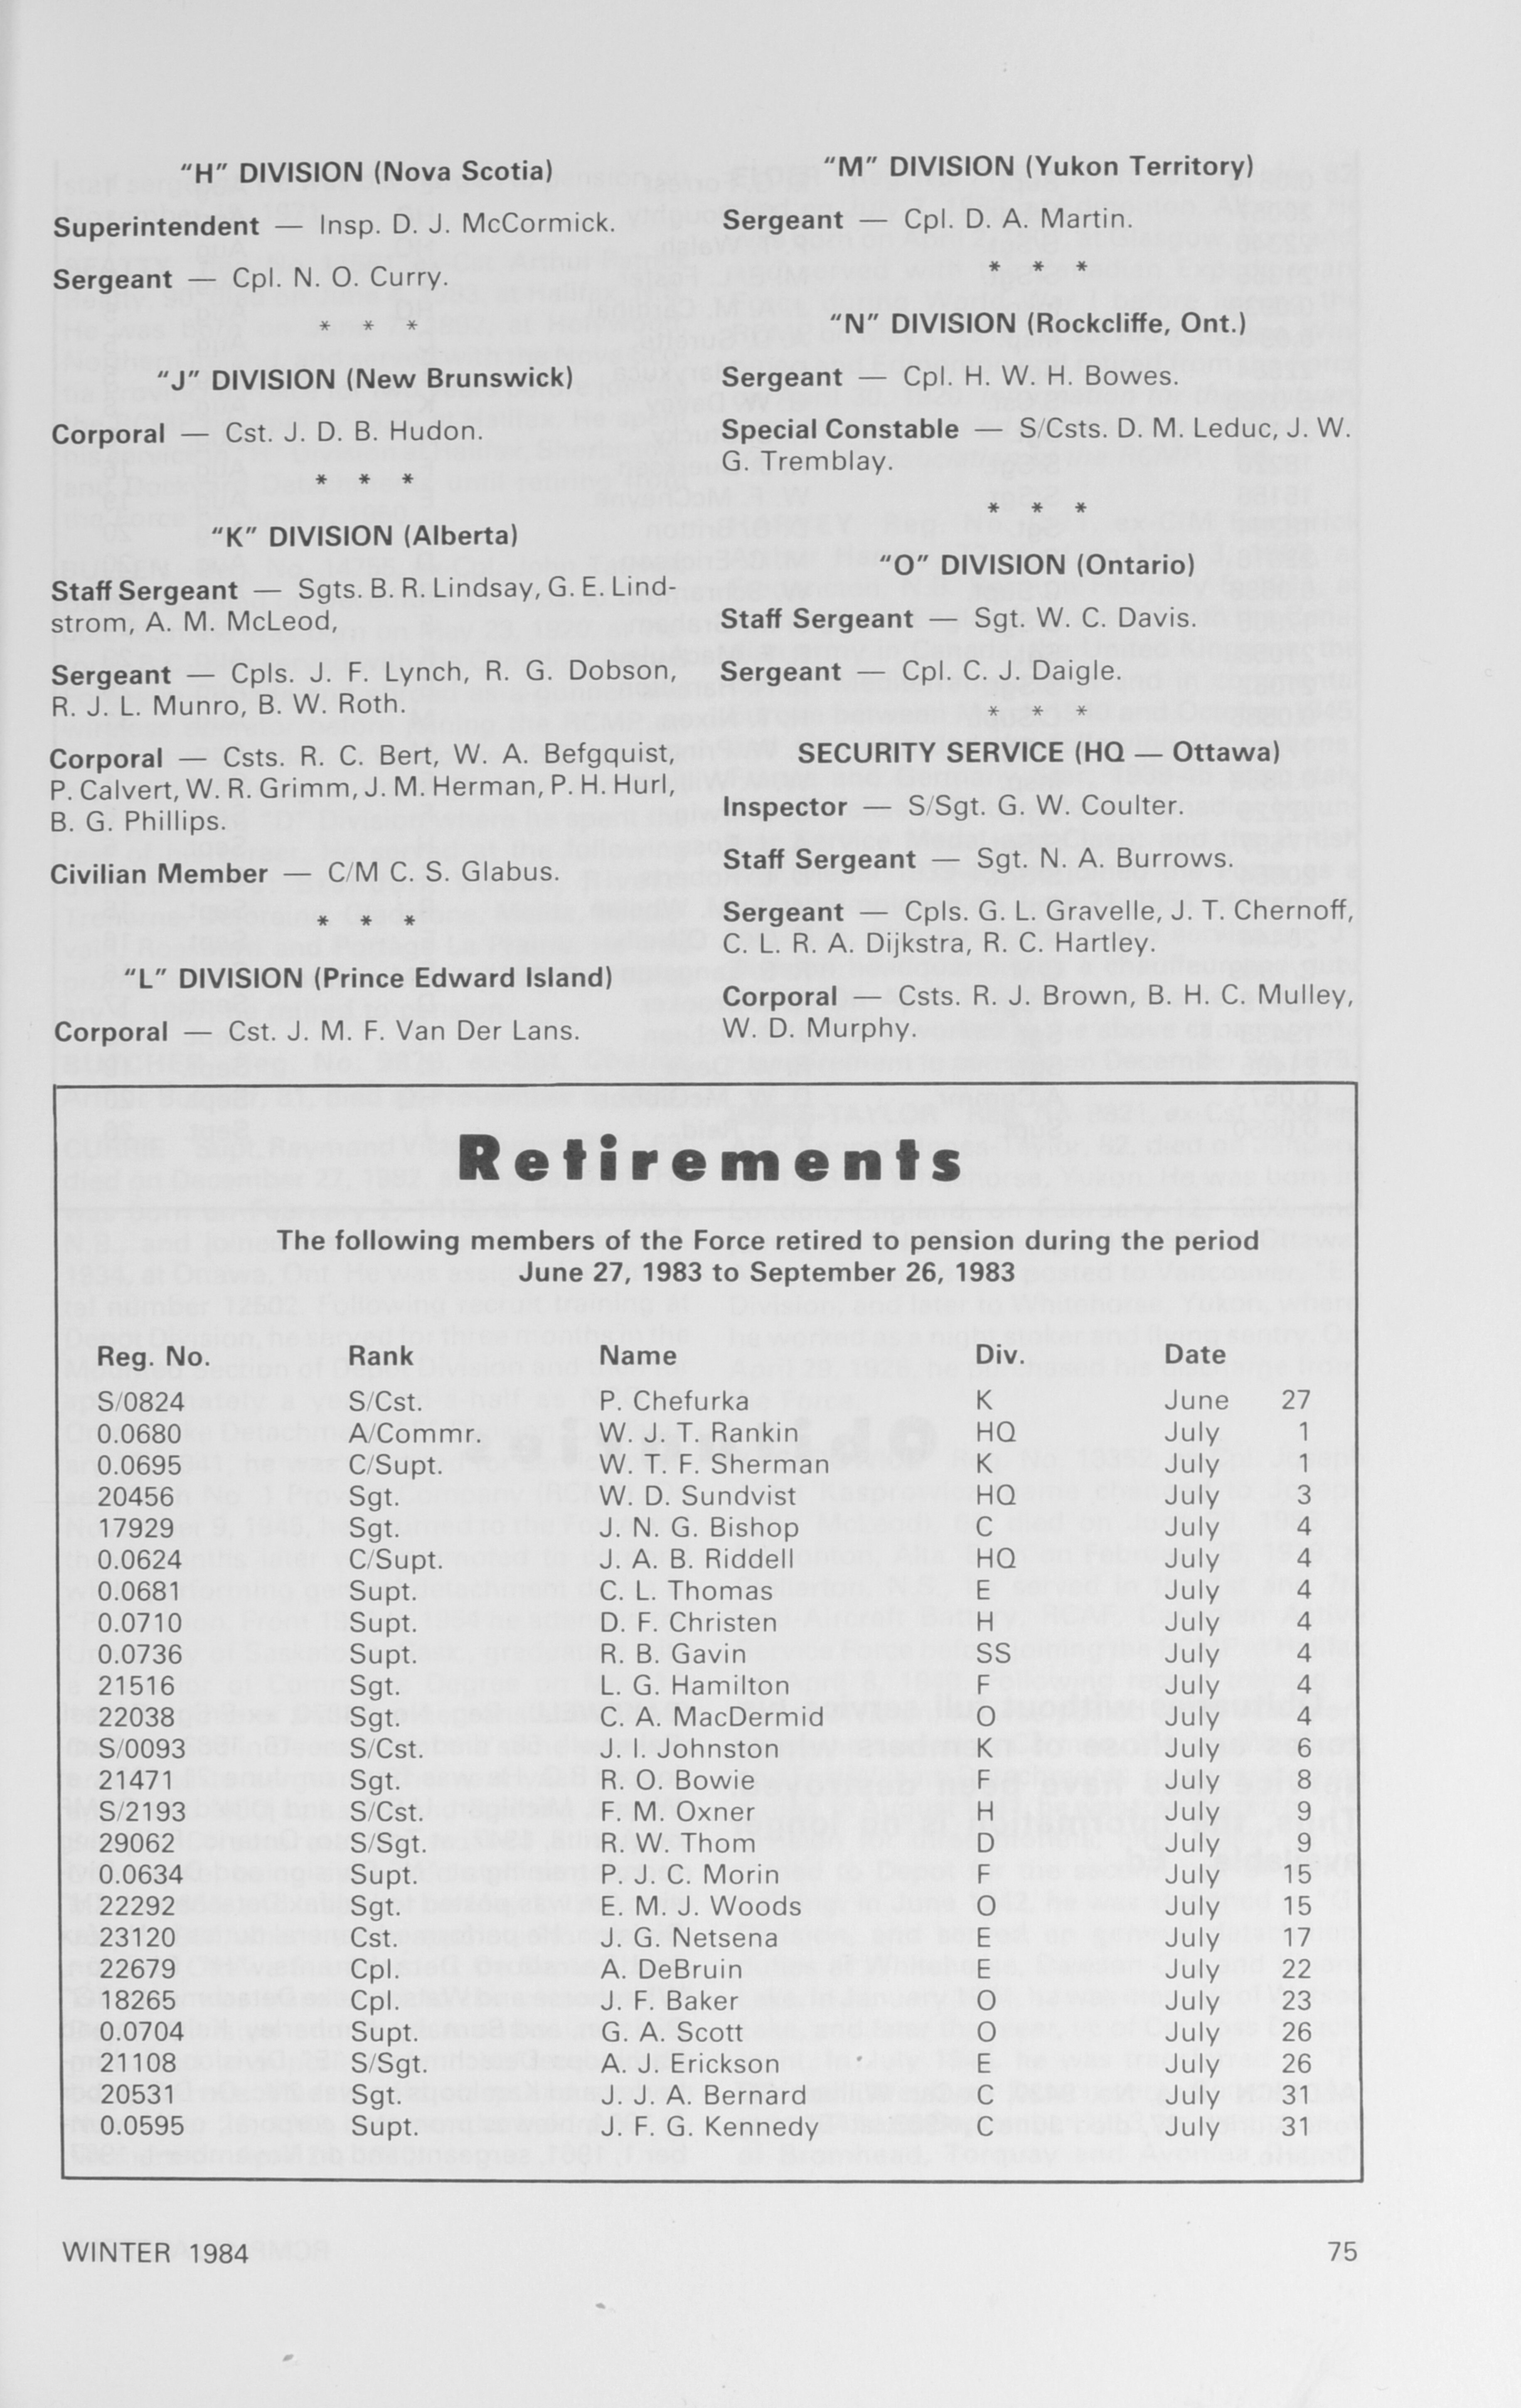 "H" DIVISION (Nova Scotia)
Superintendent — Insp. D. J. McCormick.
Sergeant — Cpl. N. O. Curry.
* * *
"J" DIVISION (New Brunswick)
Corporal — Cst. J. D. B. Hudon.
* * *
"K" DIVISION (Alberta)
Staff Sergeant — Sgts. B. R. Lindsay, G. E. Lind-
strom, A. M. McLeod,
Sergeant — Cpls. J. F. Lynch, R. G. Dobson,
R. J. L. Munro, B. W. Roth.
Corporal — Csts. R. C. Bert, W. A. Befgquist,
P. Calvert, W. R. Grimm, J. M. Herman, P. H. Hurl,
B. G. Phillips.
Civilian Member — C/M C. S. Glabus.
* * *
"L" DIVISION (Prince Edward Island)
Corporal — Cst. J. M. F. Van Der Lans.
"M" DIVISION (Yukon Territory)
Sergeant — Cpl. D. A. Martin.
* * *
"N" DIVISION (Rockcliffe, Ont.)
Sergeant — Cpl. H. W. H. Bowes.
Special Constable — S/Csts. D. M. Leduc, J. W.
G. Tremblay.
* * *
"O" DIVISION (Ontario)
Staff Sergeant — Sgt. W. C. Davis.
Sergeant — Cpl. C. J. Daigle.
* * *
SECURITY SERVICE (HQ — Ottawa)
Inspector — S/Sgt. G. W. Coulter.
Staff Sergeant — Sgt. N. A. Burrows.
Sergeant — Cpls. G. L. Gravelle, J. T. Chernoff,
C. L. R. A. Dijkstra, R. C. Hartley.
Corporal — Csts. R. J. Brown, B. H. C. Mulley,
W. D. Murphy.
Retirements
The following members of the Force retired to pension during the period
June 27, 1983 to September 26, 1983
Reg. No. Rank Name Div. Date
S/0824 S/Cst. P. Chefurka K June 27
0.0680 A/Commr. W. J. T. Rankin HQ July 1
0.0695 C/Supt. W. T. F. Sherman K July 1
20456 Sgt. W. D. Sundvist HQ July 3
17929 Sgt. J. N. G. Bishop C July 4
0.0624 C/Supt. J. A. B. Riddell HQ July 4
0.0681 Supt. C. L. Thomas E July 4
0.0710 Supt. D. F. Christen H July 4
0.0736 Supt. R. B. Gavin SS July 4
21516 Sgt. L. G. Hamilton F July 4
22038 Sgt. C. A. MacDermid O July 4
S/0093 S/Cst. J. I. Johnston K July 6
21471 Sgt. R. O. Bowie F July 8
S/2193 S/Cst. F. M. Oxner H July 9
29062 S/Sgt. R. W. Thom D July 9
0.0634 Supt. P. J. C. Morin F July 15
22292 Sgt. E. M. J. Woods O July 15
23120 Cst. J. G. Netsena E July 17
22679 Cpl. A. DeBruin E July 22
18265 Cpl. J. F. Baker O July 23
0.0704 Supt. G. A. Scott O July 26
21108 S/Sgt. A. J. Erickson E July 26
20531 Sgt. J. J. A. Bernard C July 31
0.0595 Supt. J. F. G. Kennedy C July 31
WINTER 1984
75